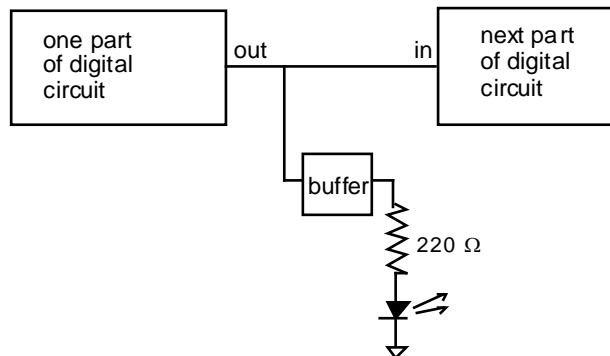 one part
of digital
circuit
out
in
next part
of digital
circuit
buffer
220 Ω